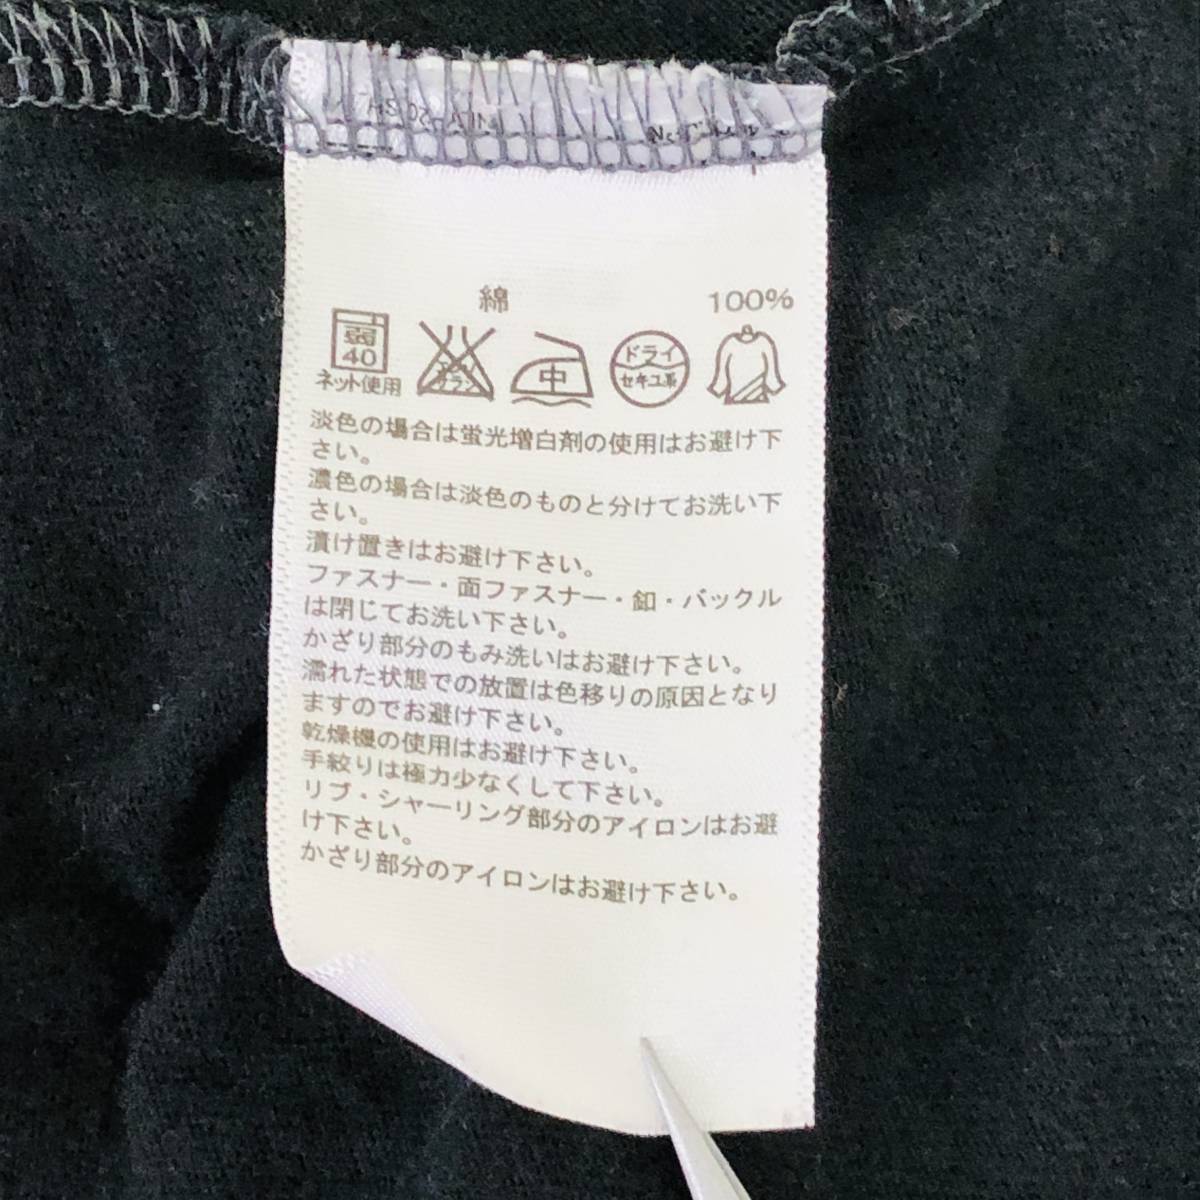 綿 100%
弱
40
ネット使用
エンソ
サラシ
中
ドライ
セキユ系
淡色の場合は蛍光増白剤の使用はお避け下
さい。
濃色の場合は淡色のものと分けてお洗い下
さい。
漬け置きはお避け下さい。
ファスナー・面ファスナー・釦・バックル
は閉じてお洗い下さい。
かざり部分のもみ洗いはお避け下さい。
濡れた状態での放置は色移りの原因となり
ますのでお避け下さい。
乾燥機の使用はお避け下さい。
手絞りは極力少なくして下さい。
リブ・シャーリング部分のアイロンはお避
け下さい。
かざり部分のアイロンはお避け下さい。